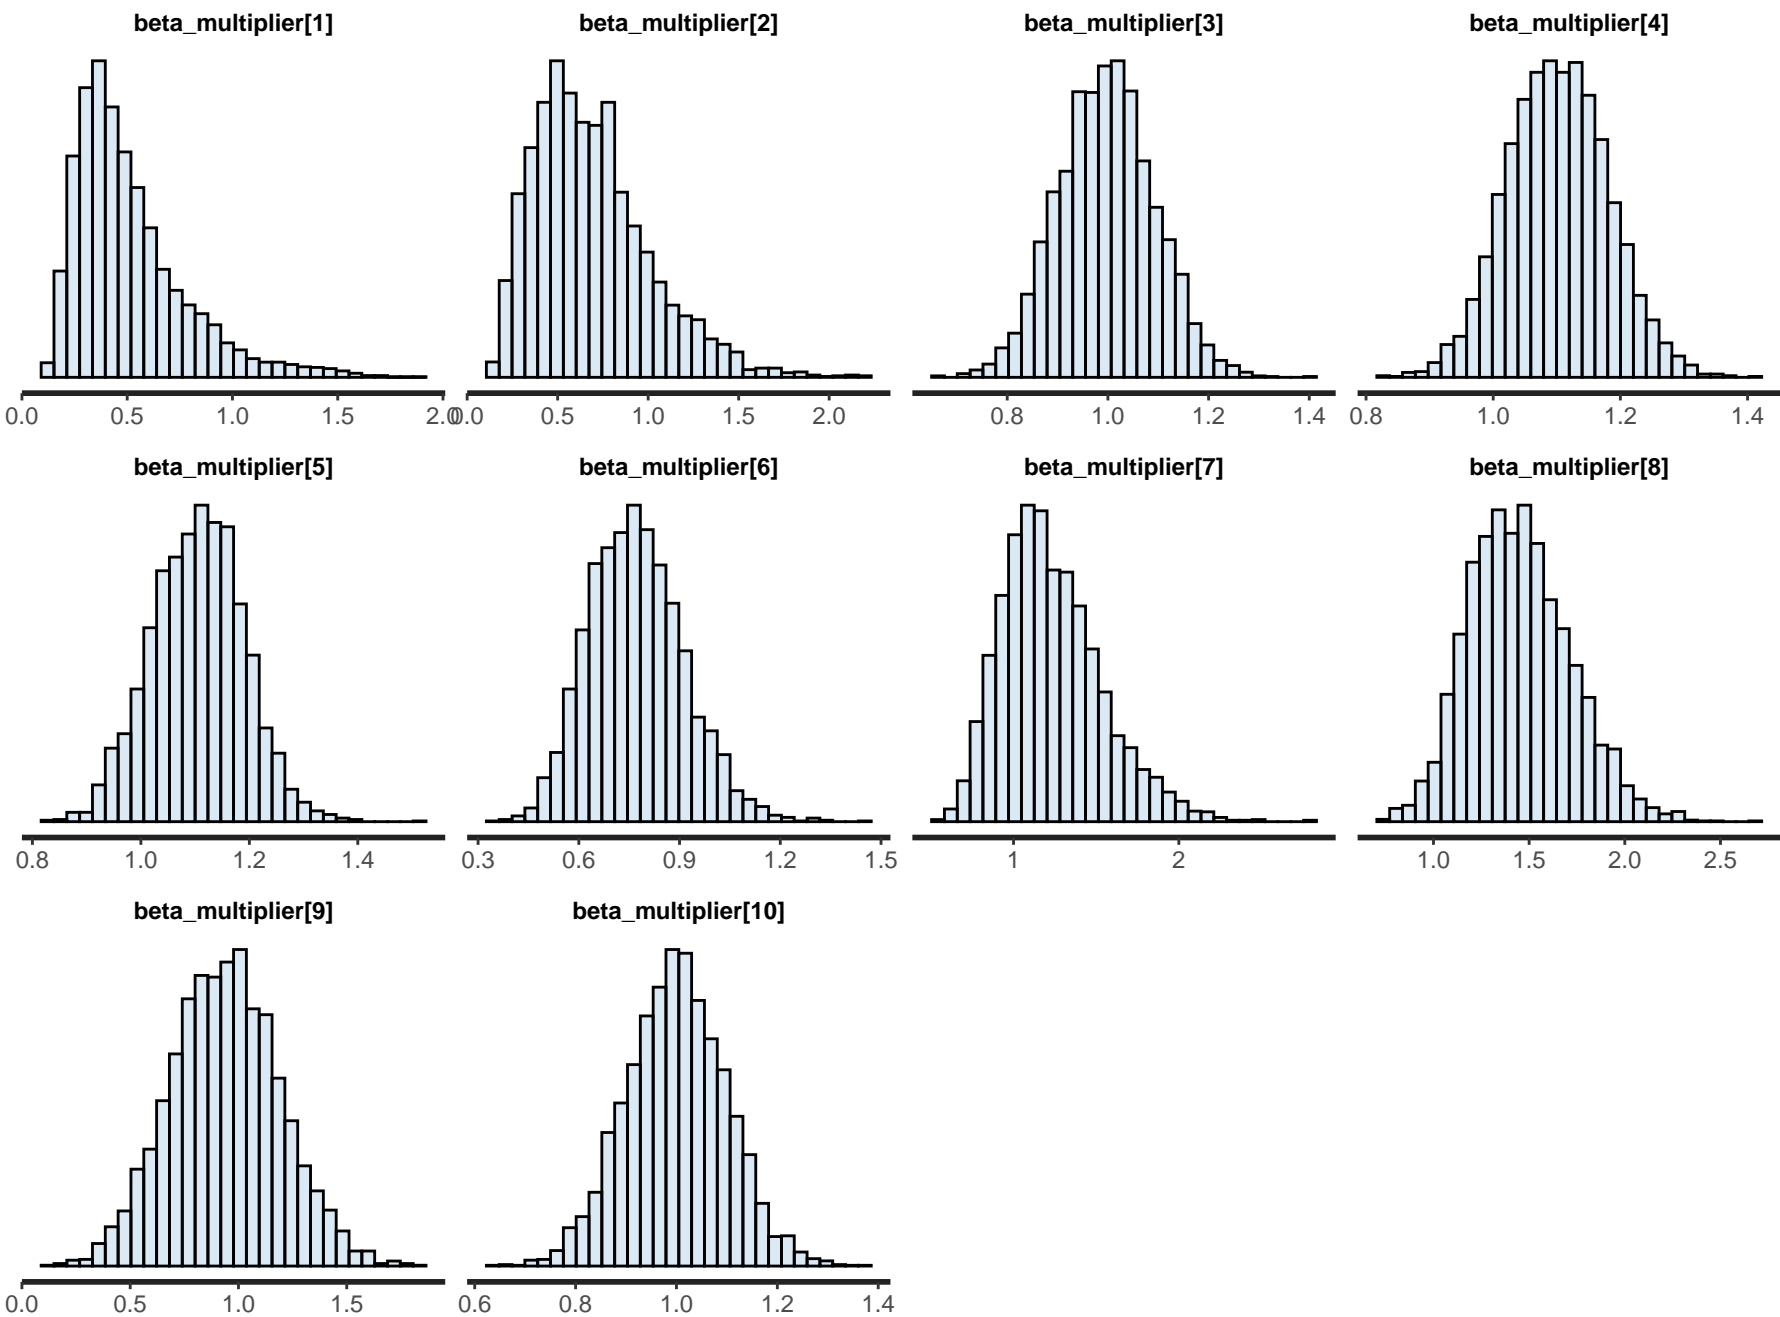 beta_multiplier[1] beta_multiplier[2] beta_multiplier[3] beta_multiplier[4]
0.0 0.5 1.0 1.5 2.0 0.0 0.5 1.0 1.5 2.0 0.8 1.0 1.2 1.4 0.8 1.0 1.2 1.4
beta_multiplier[5] beta_multiplier[6] beta_multiplier[7] beta_multiplier[8]
0.8 1.0 1.2 1.4 0.3 0.6 0.9 1.2 1.5 1 2 1.0 1.5 2.0 2.5
beta_multiplier[9] beta_multiplier[10]
0.0 0.5 1.0 1.5 0.6 0.8 1.0 1.2 1.4